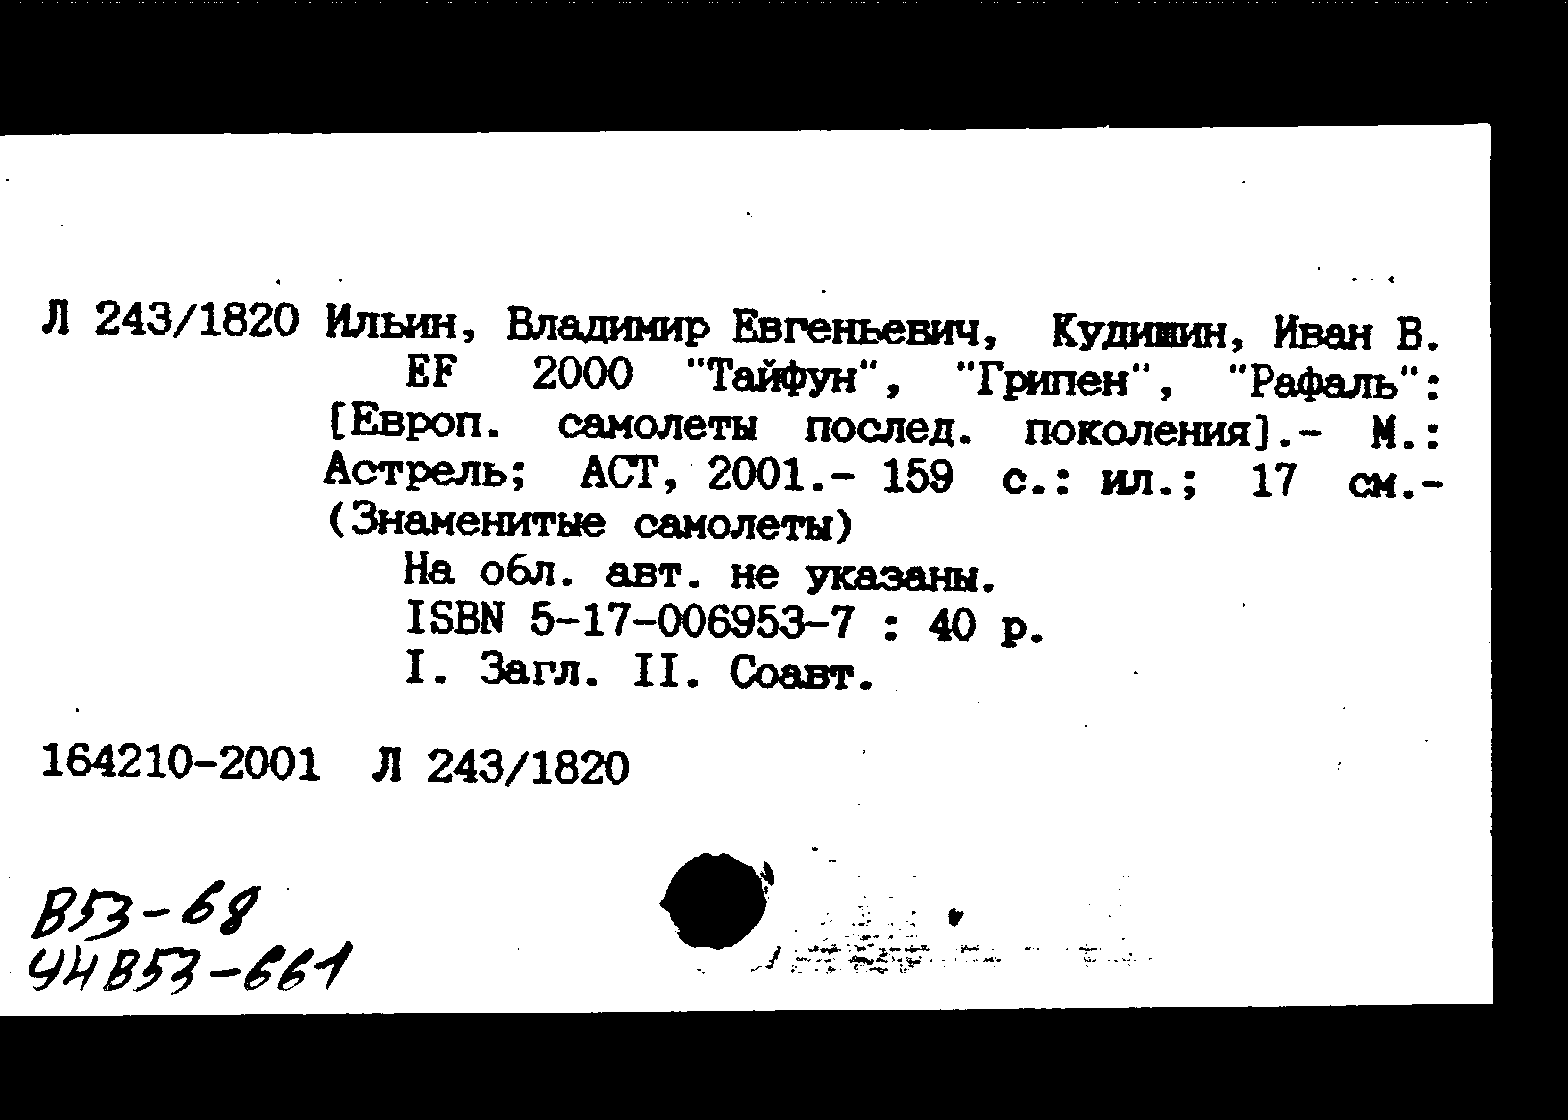 Л 243/1820 Ильин, Владимир Евгеньевич, Кудишин, Иван В.
EF 2000 "Тайфун", "Грипен", "Рафаль":
[Европ. самолеты послед. поколения].- М.:
Астрель; АСТ, 2001.- 159 с.: ил.; 17 см.-
(Знаменитые самолеты)
На обл. авт. не указаны.
ISBN 5-17-006953-7 : 40 р.
I. Загл. II. Соавт.
164210-2001 Л 243/1820
В53-68
ЧЧВ53-661